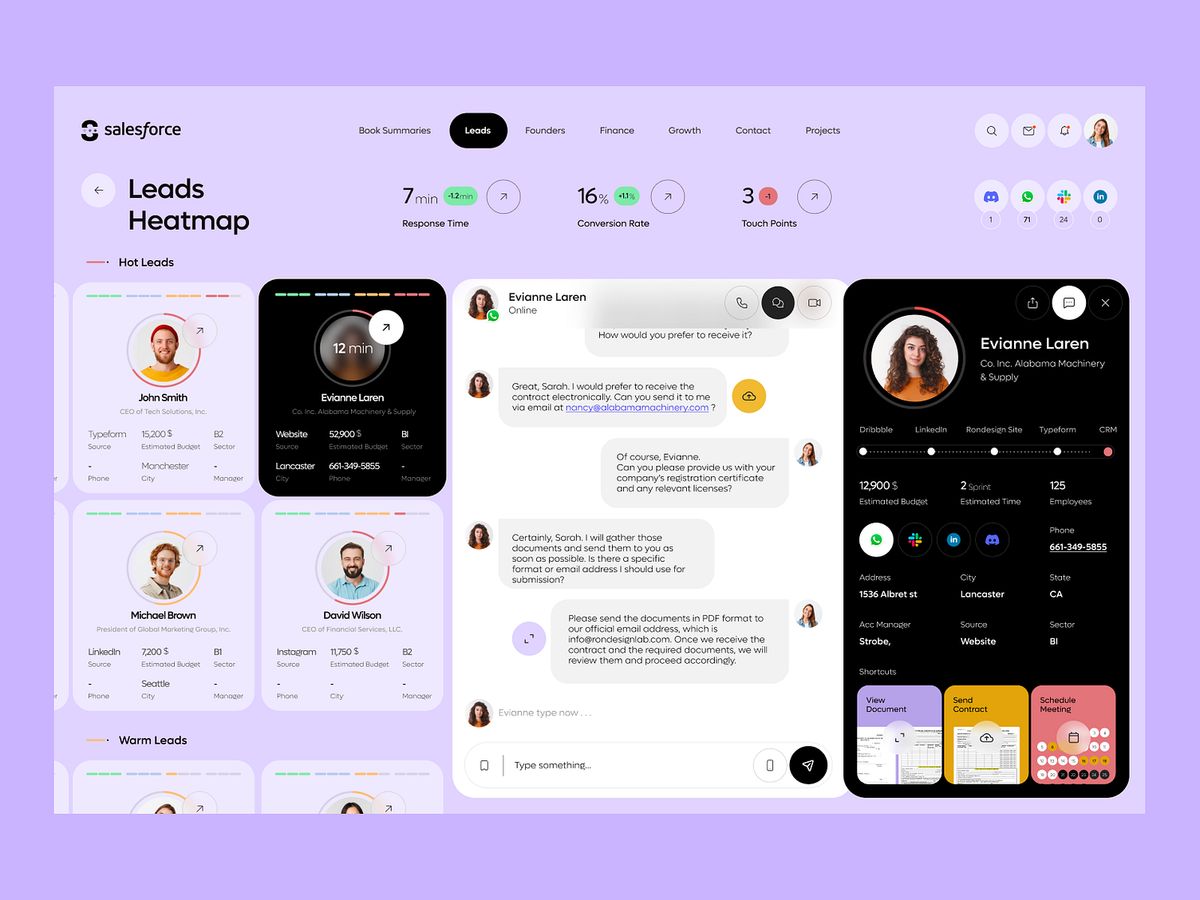 salesforce
Book Summaries
Leads
Founders
Finance
Growth
Contact
Projects
Leads
Heatmap
7 min
-1.2min
Response Time
16%
+1.1%
Conversion Rate
3
-1
Touch Points
1
71
24
0
Hot Leads
John Smith
CEO of Tech Solutions, Inc.
Typeform
15,200 $
B2
Source
Estimated Budget
Sector
-
Manchester
-
Phone
City
Manager
12 min
Evianne Laren
Co. Inc. Alabama Machinery & Supply
Website
52,900 $
BI
Source
Estimated Budget
Sector
Lancaster
661-349-5855
-
City
Phone
Manager
Michael Brown
President of Global Marketing Group, Inc.
LinkedIn
7,200 $
B1
Source
Estimated Budget
Sector
-
Seattle
-
Phone
City
Manager
David Wilson
CEO of Financial Services, LLC.
Instagram
11,750 $
B2
Source
Estimated Budget
Sector
-
-
-
Phone
City
Manager
Warm Leads
Evianne Laren
Online
How would you prefer to receive it?
Great, Sarah. I would prefer to receive the
contract electronically. Can you send it to me
via email at nancy@alabamamachinery.com ?
Of course, Evianne.
Can you please provide us with your
company's registration certificate
and any relevant licenses?
Certainly, Sarah. I will gather those
documents and send them to you as
soon as possible. Is there a specific
format or email address I should use for
submission?
Please send the documents in PDF format to
our official email address, which is
info@rondesignlab.com. Once we receive the
contract and the required documents, we will
review them and proceed accordingly.
Evianne type now . . .
Type something...
Evianne Laren
Co. Inc. Alabama Machinery
& Supply
Dribbble
LinkedIn
Rondesign Site
Typeform
CRM
12,900 $
2 Sprint
125
Estimated Budget
Estimated Time
Employees
Phone
661-349-5855
Address
City
State
1536 Albret st
Lancaster
CA
Acc Manager
Source
Sector
Strobe,
Website
BI
Shortcuts
View
Document
Send
Contract
Schedule
Meeting